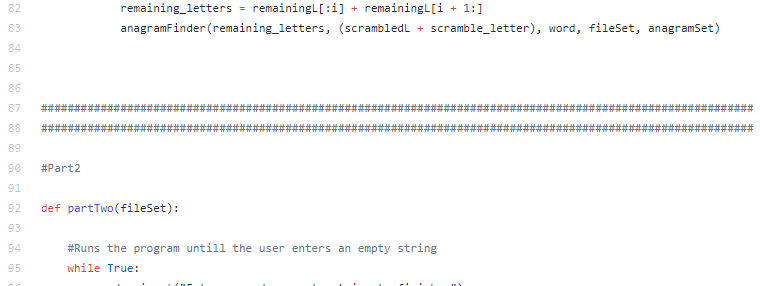 82 remaining_letters = remainingL[:i] + remainingL[i + 1:]
83 anagramFinder(remaining_letters, (scrambledL + scramble_letter), word, fileSet, anagramSet)
84
85
86
87 ############################################################################################################
88 ############################################################################################################
89
90 #Part2
91
92 def partTwo(fileSet):
93
94 #Runs the program untill the user enters an empty string
95 while True: